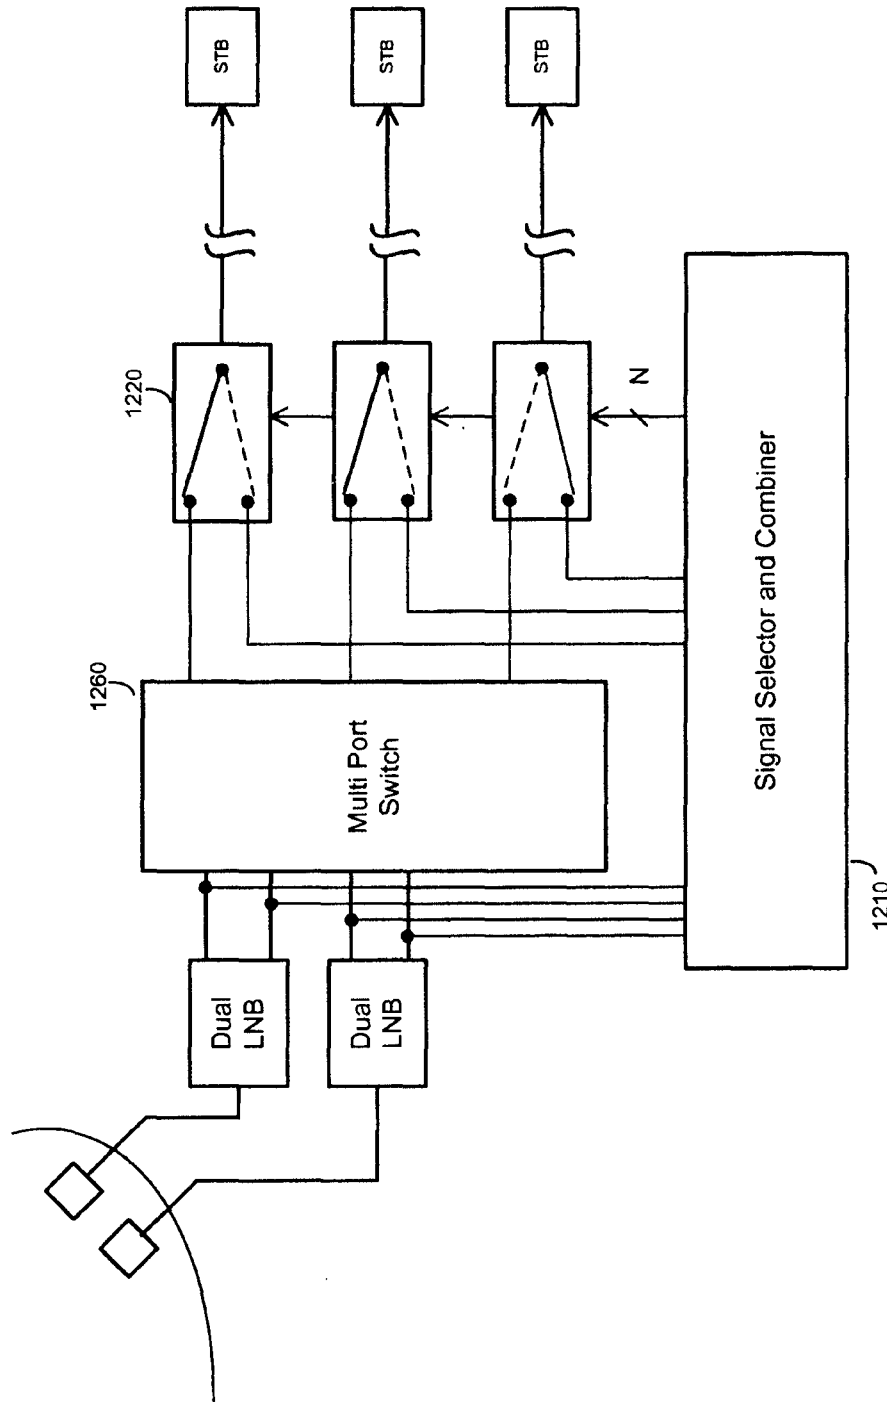 STB
STB
STB
1220
N
1260
Multi Port
Switch
Signal Selector and Combiner
1210
Dual
LNB
Dual
LNB